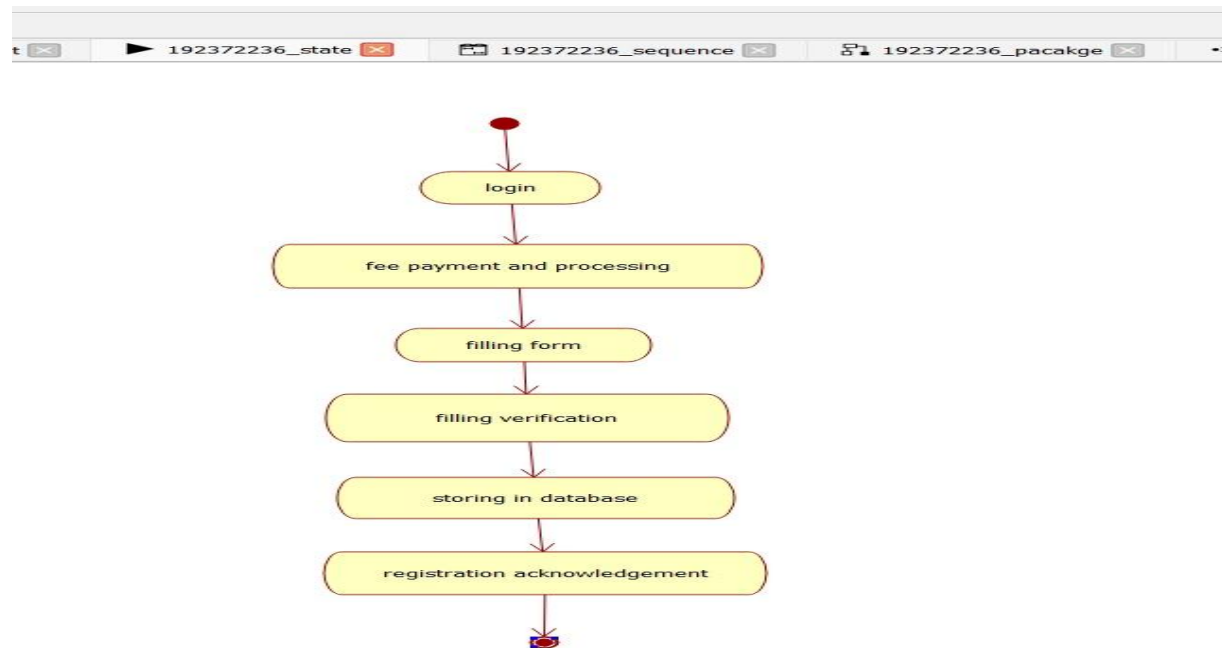 t 192372236_state 192372236_sequence 192372236_pacakge
login
fee payment and processing
filling form
filling verification
storing in database
registration acknowledgement